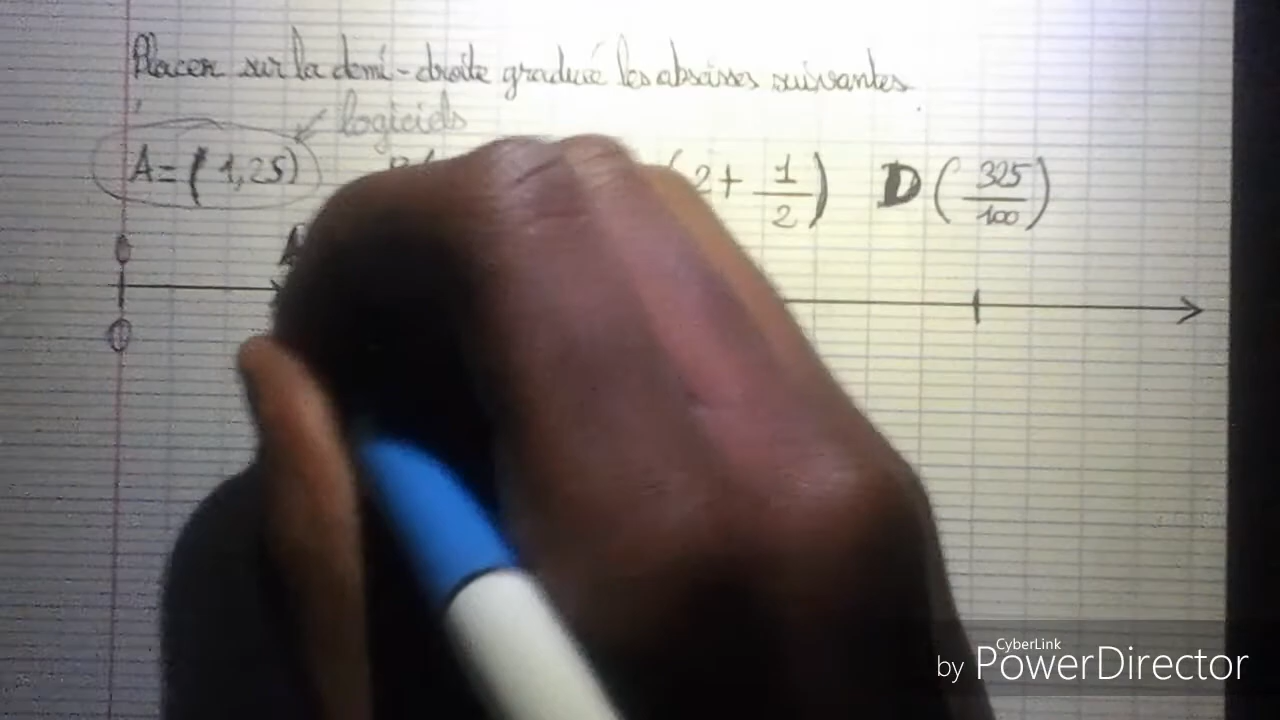 Placer sur la demi-droite gradué les abscisses suivantes.
logiciels
A=(1,25) B( (2+ 1/2) D(325/100)
0 A
0
CyberLink
by PowerDirector